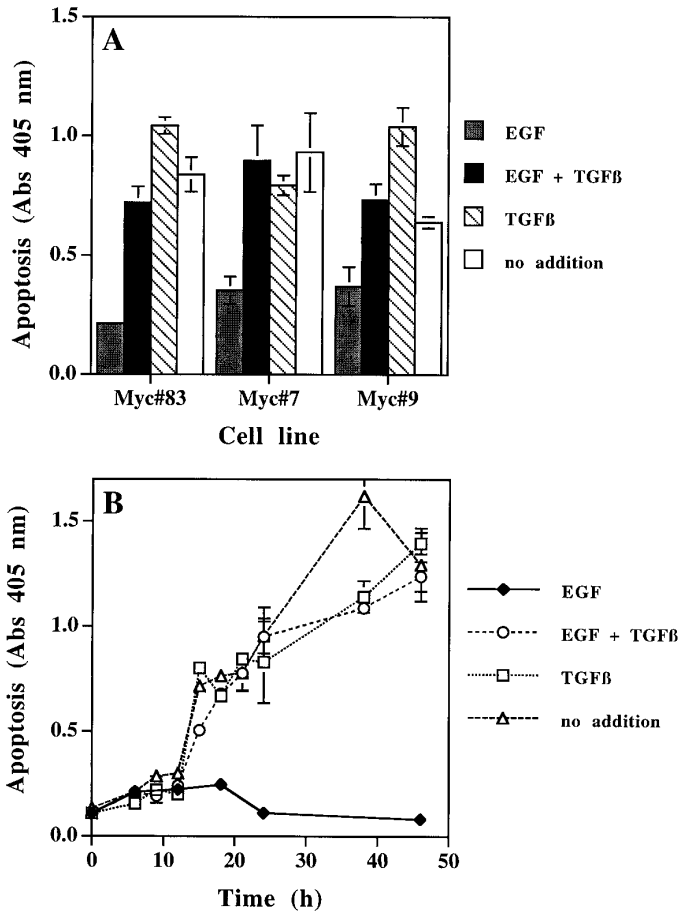 A
Apoptosis (Abs 405 nm)
1.5
1.0
0.5
0.0
Myc#83 Myc#7 Myc#9
Cell line
EGF
EGF + TGFß
TGFß
no addition
B
Apoptosis (Abs 405 nm)
1.5
1.0
0.5
0.0
0 10 20 30 40 50
Time (h)
EGF
EGF + TGFß
TGFß
no addition